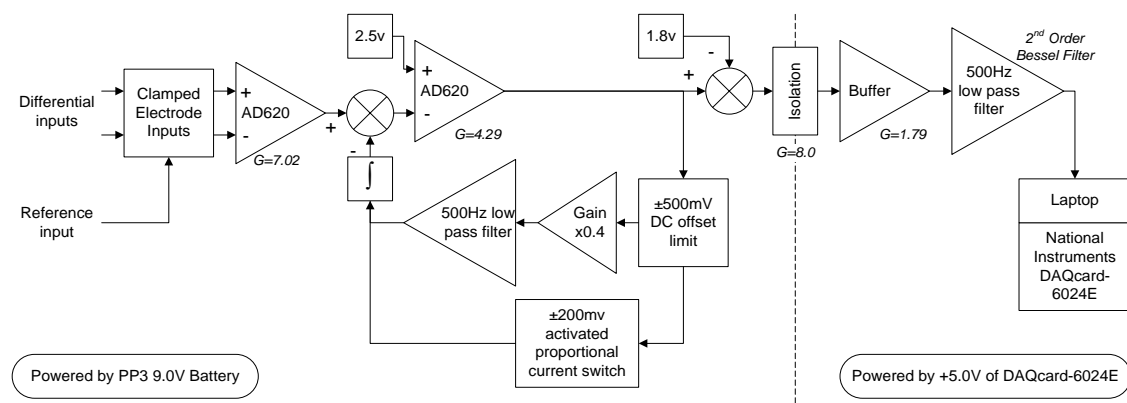 2.5v
1.8v
2nd Order
Bessel Filter
Differential
inputs
Clamped
Electrode
Inputs
+
-
AD620
G=7.02
+
-
+
-
AD620
G=4.29
-
+
Isolation
G=8.0
Buffer
G=1.79
500Hz
low pass
filter
∫
Reference
input
500Hz low
pass filter
Gain
x0.4
±500mV
DC offset
limit
Laptop
National
Instruments
DAQcard-
6024E
±200mv
activated
proportional
current switch
Powered by PP3 9.0V Battery
Powered by +5.0V of DAQcard-6024E